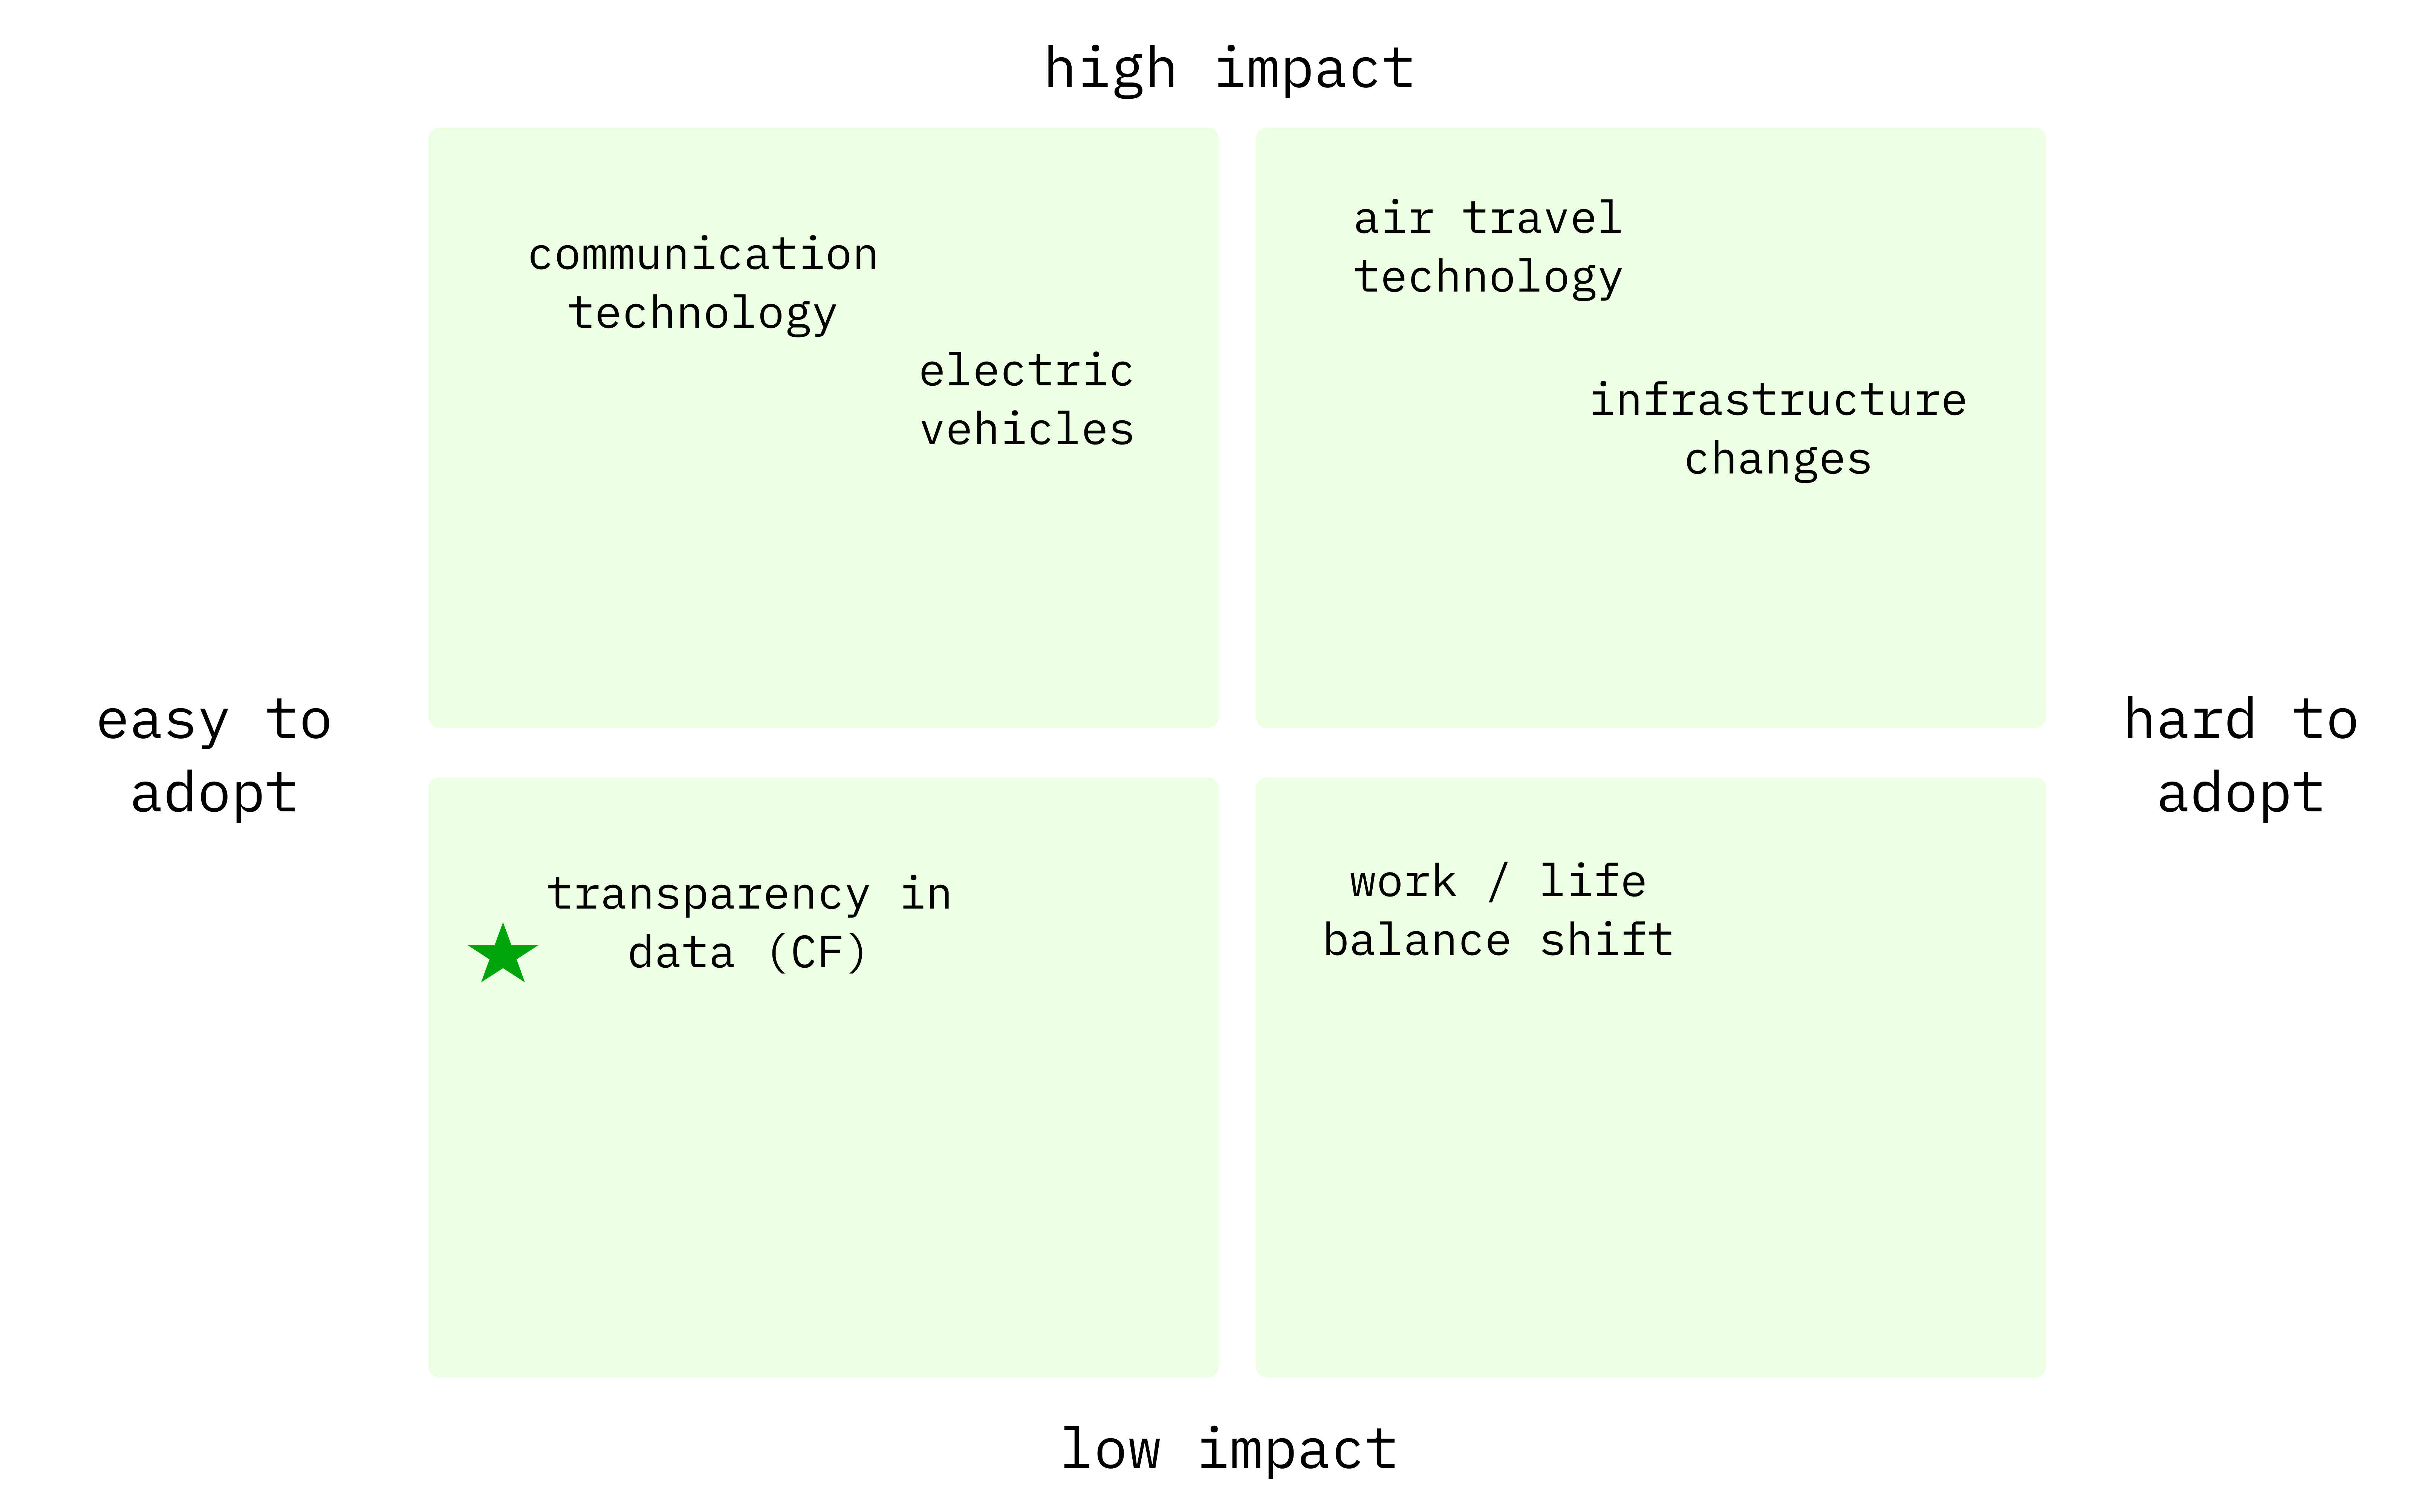 high impact
communication
technology
electric
vehicles
air travel
technology
infrastructure
changes
easy to
adopt
hard to
adopt
transparency in
data (CF)
work / life
balance shift
low impact